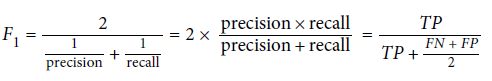 F₁ = 2 / (1/precision + 1/recall) = 2 × (precision × recall)/(precision + recall) = TP / (TP + (FN + FP)/2)